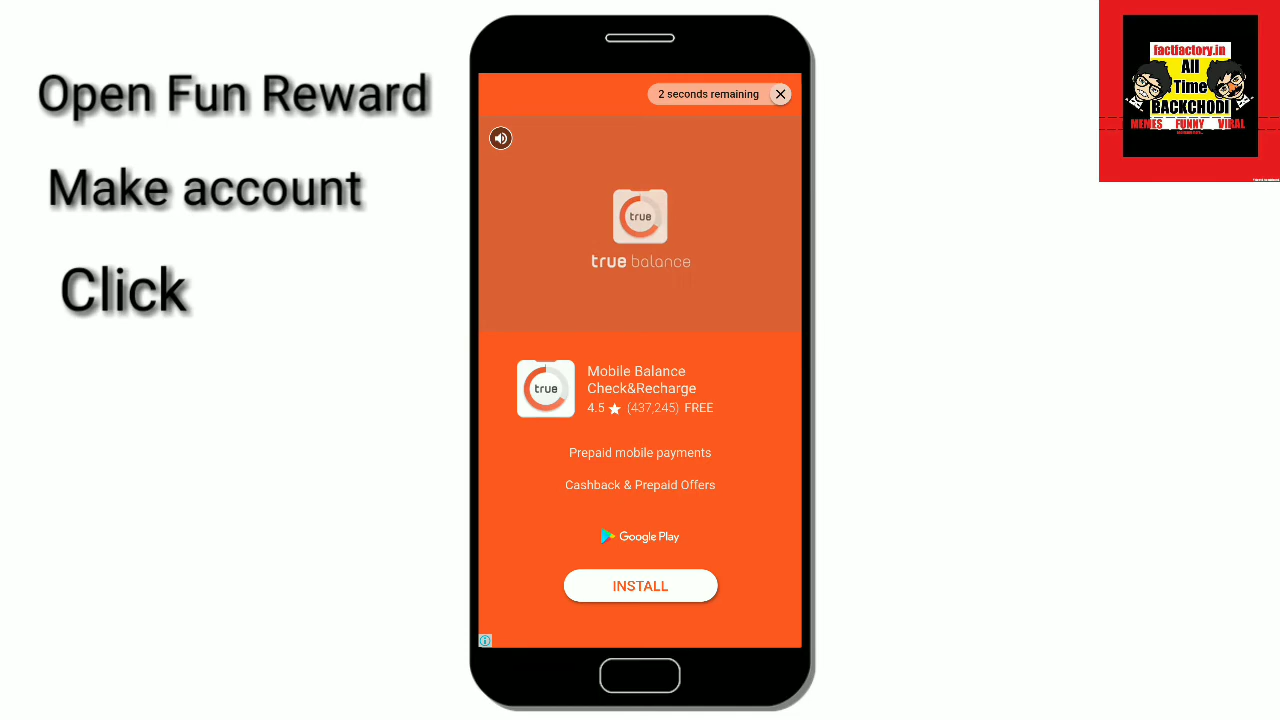 Open Fun Reward
Make account
Click
2 seconds remaining
true
true balance
true
Mobile Balance
Check&Recharge
4.5 ★ (437,245) FREE
Prepaid mobile payments
Cashback & Prepaid Offers
Google Play
INSTALL
factfactory.in
All
Time
BACKCHODI
MEMES FUNNY VIRAL